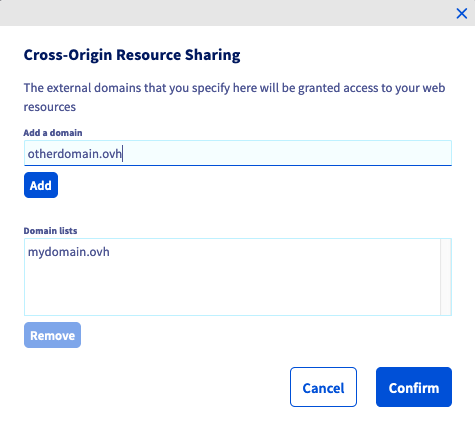 Cross-Origin Resource Sharing
The external domains that you specify here will be granted access to your web
resources
Add a domain
otherdomain.ovh
Add
Domain lists
mydomain.ovh
Remove
Cancel
Confirm